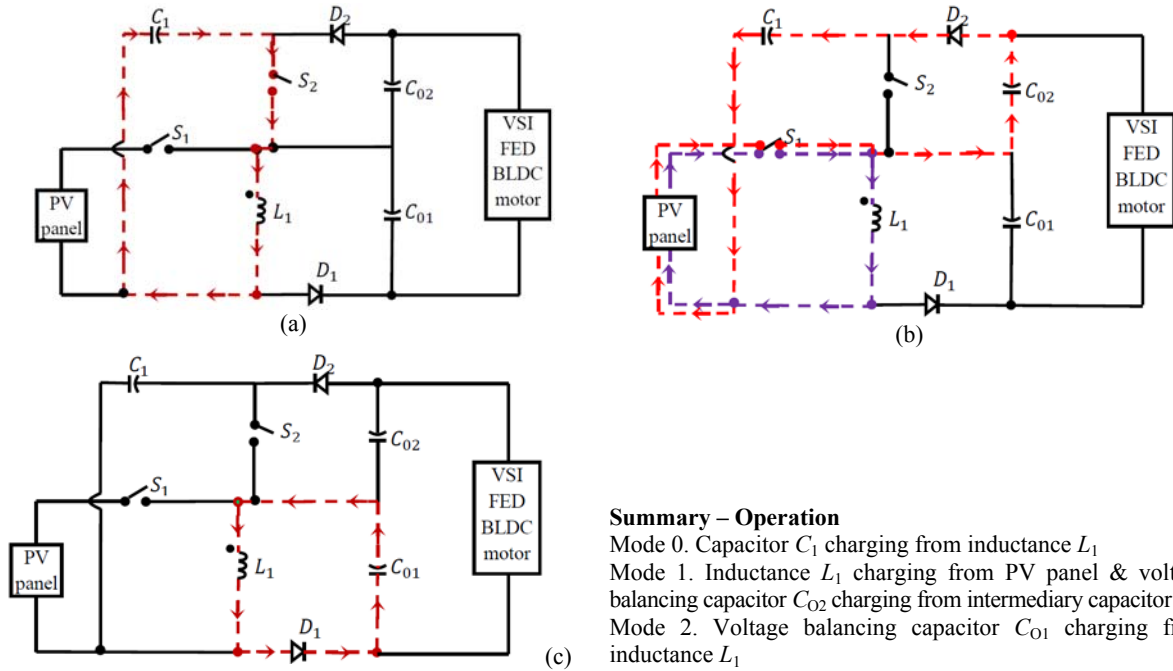 C₁
D₂
S₂
C₀₂
S₁
VSI
FED
BLDC
motor
PV
panel
L₁
C₀₁
D₁
(a)
C₁
D₂
S₂
C₀₂
S₁
VSI
FED
BLDC
motor
PV
panel
L₁
C₀₁
D₁
(b)
C₁
D₂
S₂
C₀₂
S₁
VSI
FED
BLDC
motor
PV
panel
L₁
C₀₁
D₁
(c)
Summary – Operation
Mode 0. Capacitor C₁ charging from inductance L₁
Mode 1. Inductance L₁ charging from PV panel & volt
balancing capacitor C_O2 charging from intermediary capacitor
Mode 2. Voltage balancing capacitor C_O1 charging f
inductance L₁